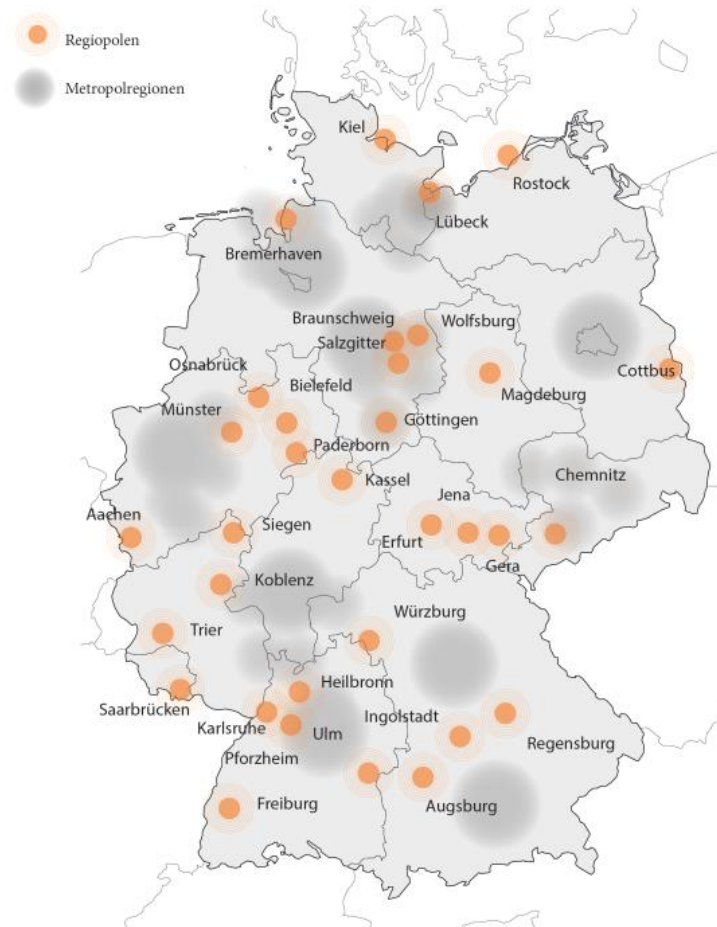 Regiopolen
Metropolregionen
Kiel
Rostock
Lübeck
Bremerhaven
Braunschweig
Wolfsburg
Salzgitter
Osnabrück
Bielefeld
Cottbus
Magdeburg
Münster
Göttingen
Paderborn
Kassel
Chemnitz
Jena
Aachen
Siegen
Erfurt
Gera
Koblenz
Würzburg
Trier
Heilbronn
Saarbrücken
Ingolstadt
Karlsruhe
Ulm
Regensburg
Pforzheim
Freiburg
Augsburg